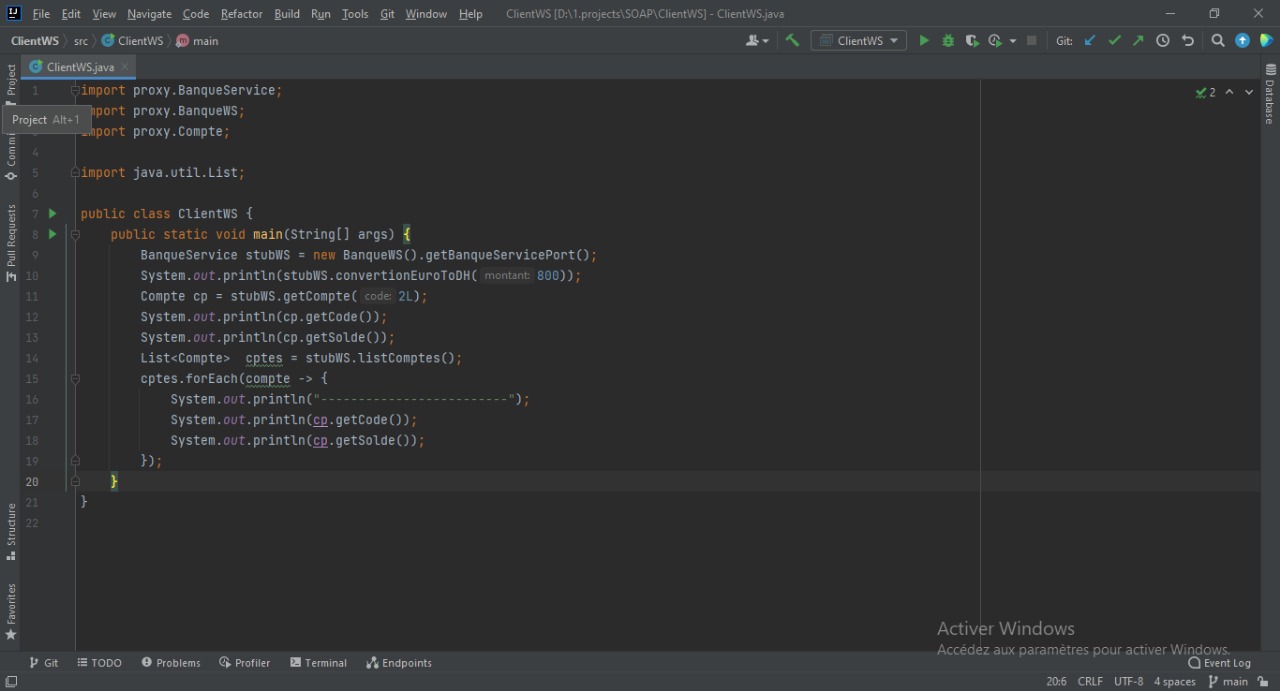 File Edit View Navigate Code Refactor Build Run Tools Git Window Help ClientWS [D:\1.projects\SOAP\ClientWS] - ClientWS.java
ClientWS src ClientWS main ClientWS Git:
ClientWS.java
Project
Project Alt+1
Commit
Pull Requests
Structure
Favorites
Database
2
1 import proxy.BanqueService;
import proxy.BanqueWS;
3 import proxy.Compte;
4
5 import java.util.List;
6
7 public class ClientWS {
8 public static void main(String[] args) {
9 BanqueService stubWS = new BanqueWS().getBanqueServicePort();
10 System.out.println(stubWS.convertionEuroToDH( montant: 800));
11 Compte cp = stubWS.getCompte( code: 2L);
12 System.out.println(cp.getCode());
13 System.out.println(cp.getSolde());
14 List<Compte> cptes = stubWS.listComptes();
15 cptes.forEach(compte -> {
16 System.out.println("-------------------------");
17 System.out.println(cp.getCode());
18 System.out.println(cp.getSolde());
19 });
20 }
21 }
22
Activer Windows
Accédez aux paramètres pour activer Windows.
Git TODO Problems Profiler Terminal Endpoints Event Log
20:6 CRLF UTF-8 4 spaces main